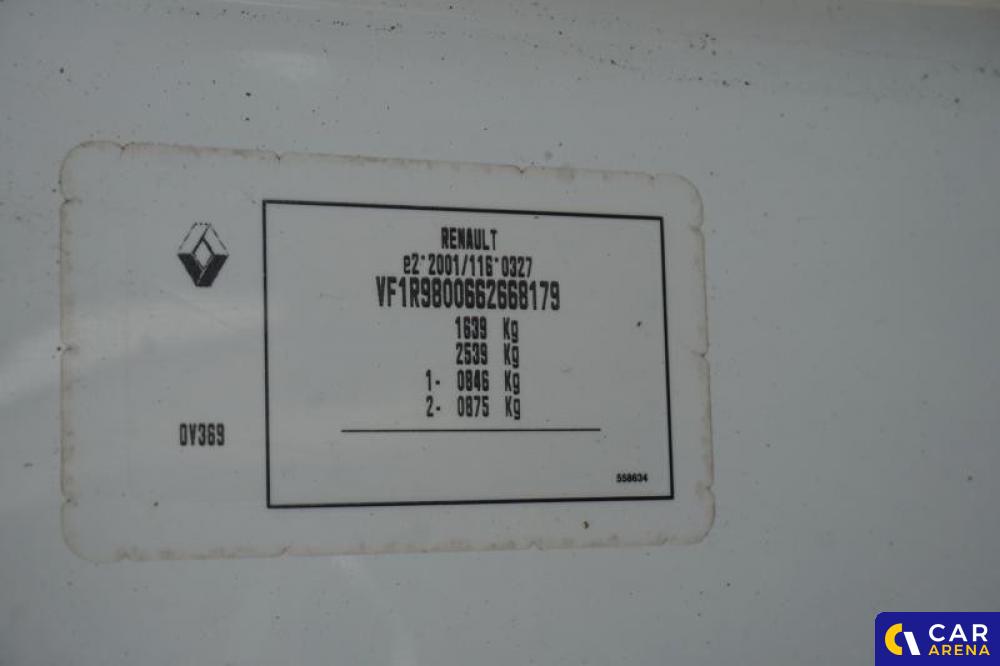 RENAULT
e2*2001/116*0327
VF1R9800662668179
1639 Kg
2539 Kg
1- 0846 Kg
2- 0875 Kg
0V369
558634
CAR
ARENA